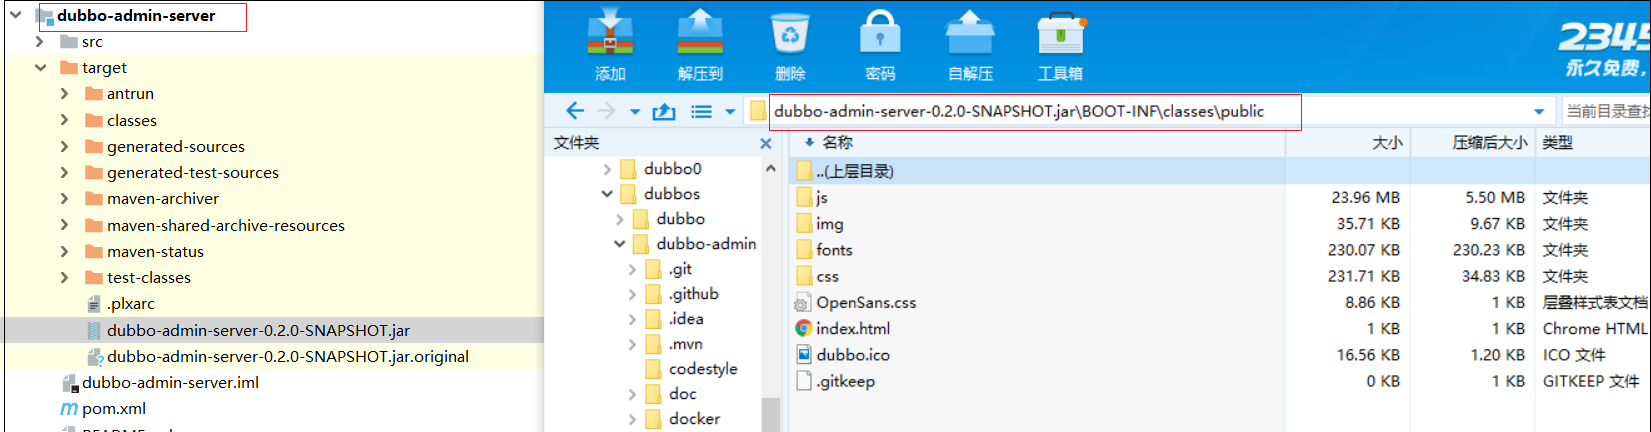 dubbo-admin-server
src
target
antrun
classes
generated-sources
generated-test-sources
maven-archiver
maven-shared-archive-resources
maven-status
test-classes
.plxarc
dubbo-admin-server-0.2.0-SNAPSHOT.jar
dubbo-admin-server-0.2.0-SNAPSHOT.jar.original
dubbo-admin-server.iml
pom.xml
2345
永久免费,
添加 解压到 删除 密码 自解压 工具箱
dubbo-admin-server-0.2.0-SNAPSHOT.jar\BOOT-INF\classes\public 当前目录查找
文件夹
dubbo0
dubbos
dubbo
dubbo-admin
.git
.github
.idea
.mvn
codestyle
doc
docker
名称 大小 压缩后大小 类型
..(上层目录)
js 23.96 MB 5.50 MB 文件夹
img 35.71 KB 9.67 KB 文件夹
fonts 230.07 KB 230.23 KB 文件夹
css 231.71 KB 34.83 KB 文件夹
OpenSans.css 8.86 KB 1 KB 层叠样式表文档
index.html 1 KB 1 KB Chrome HTML
dubbo.ico 16.56 KB 1.20 KB ICO 文件
.gitkeep 0 KB 1 KB GITKEEP 文件